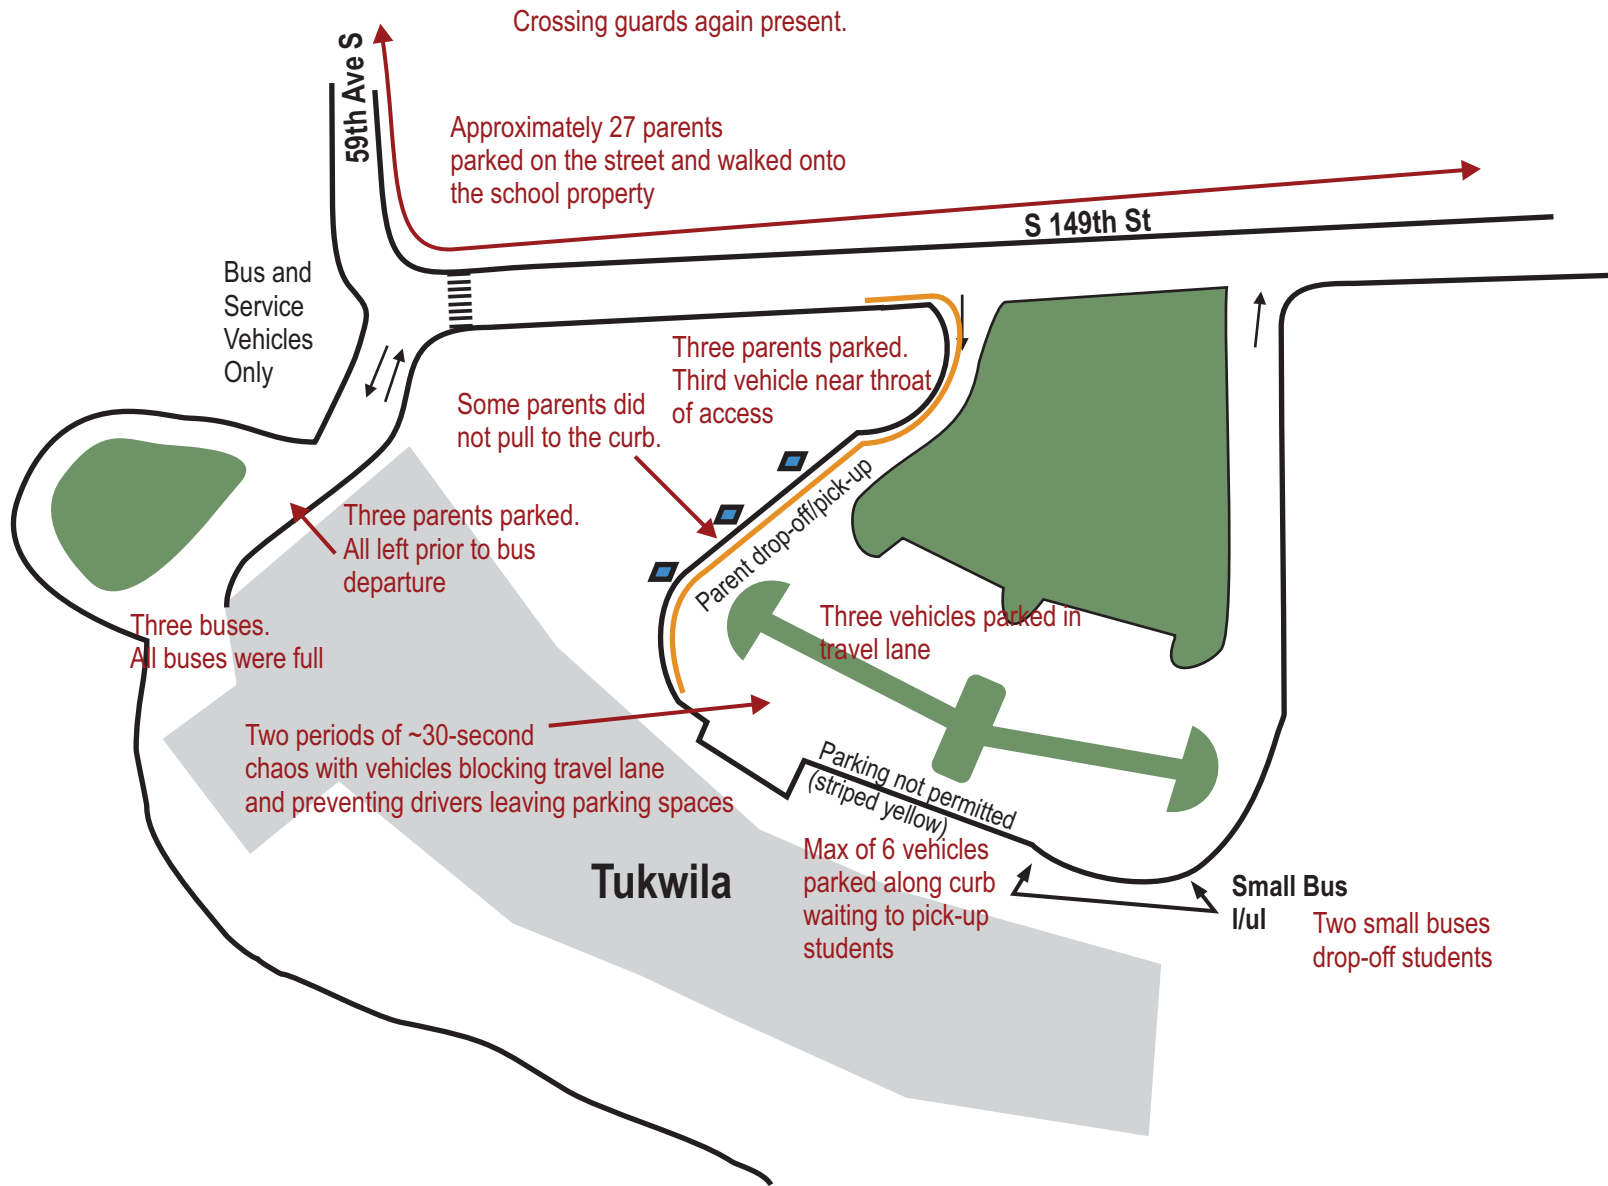 Crossing guards again present.
59th Ave S
Approximately 27 parents
parked on the street and walked onto
the school property
S 149th St
Bus and
Service
Vehicles
Only
Three parents parked.
Third vehicle near throat
of access
Some parents did
not pull to the curb.
Parent drop-off/pick-up
Three parents parked.
All left prior to bus
departure
Three buses.
All buses were full
Three vehicles parked in
travel lane
Two periods of ~30-second
chaos with vehicles blocking travel lane
and preventing drivers leaving parking spaces
Parking not permitted
(striped yellow)
Max of 6 vehicles
parked along curb
waiting to pick-up
students
Tukwila
Small Bus
l/ul
Two small buses
drop-off students